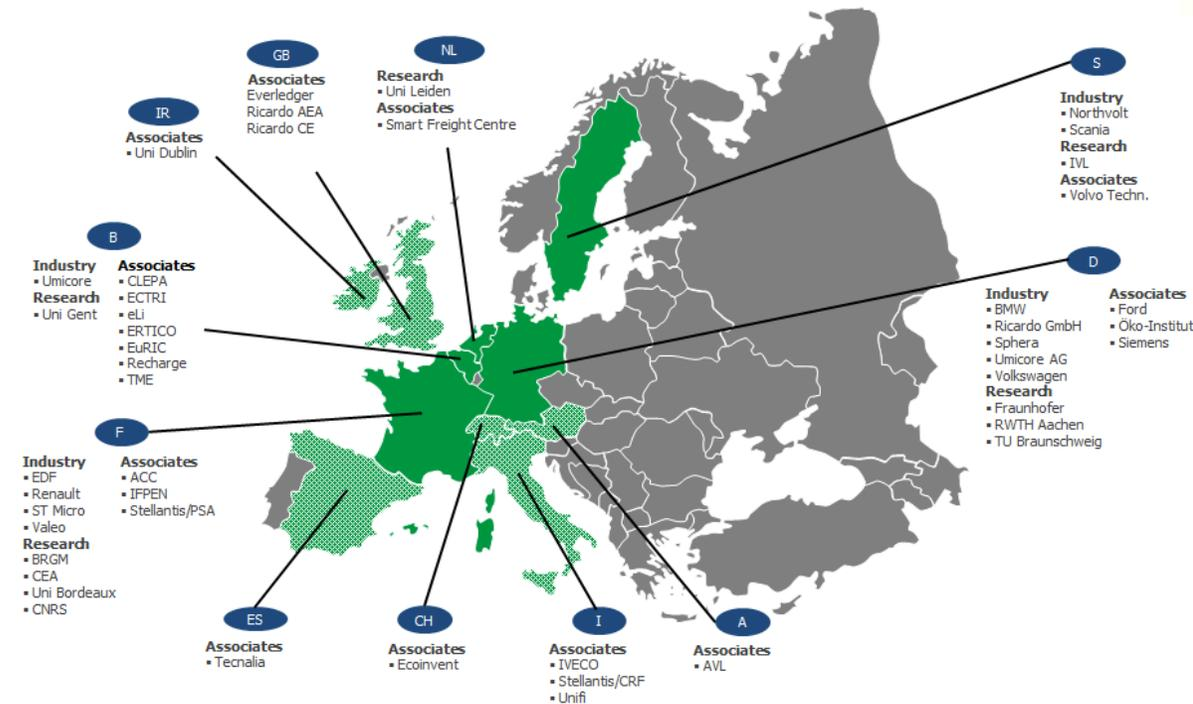 GB
Associates
Everledger
Ricardo AEA
Ricardo CE
NL
Research
▪ Uni Leiden
Associates
▪ Smart Freight Centre
S
Industry
▪ Northvolt
▪ Scania
Research
▪ IVL
Associates
▪ Volvo Techn.
IR
Associates
▪ Uni Dublin
B
Industry
▪ Umicore
Research
▪ Uni Gent
Associates
▪ CLEPA
▪ ECTRI
▪ eLi
▪ ERTICO
▪ EuRIC
▪ Recharge
▪ TME
D
Industry
▪ BMW
▪ Ricardo GmbH
▪ Sphera
▪ Umicore AG
▪ Volkswagen
Research
▪ Fraunhofer
▪ RWTH Aachen
▪ TU Braunschweig
Associates
▪ Ford
▪ Öko-Institut
▪ Siemens
F
Industry
▪ EDF
▪ Renault
▪ ST Micro
▪ Valeo
Research
▪ BRGM
▪ CEA
▪ Uni Bordeaux
▪ CNRS
Associates
▪ ACC
▪ IFPEN
▪ Stellantis/PSA
ES
Associates
▪ Tecnalia
CH
Associates
▪ Ecoinvent
I
Associates
▪ IVECO
▪ Stellantis/CRF
▪ Unifi
A
Associates
▪ AVL